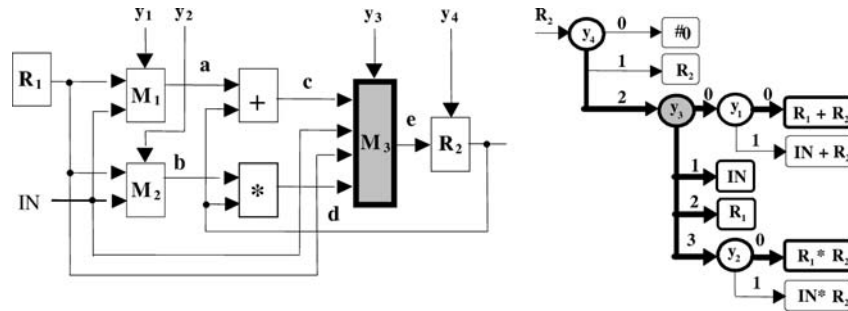 y1 y2 y3 y4
R1
M1
a
+
c
M3
e
R2
M2
b
*
d
IN
R2
y4
0
#0
1
R2
2
y3
0
y1
0
R1 + R2
1
IN + R2
1
IN
2
R1
3
y2
0
R1 * R2
1
IN* R2